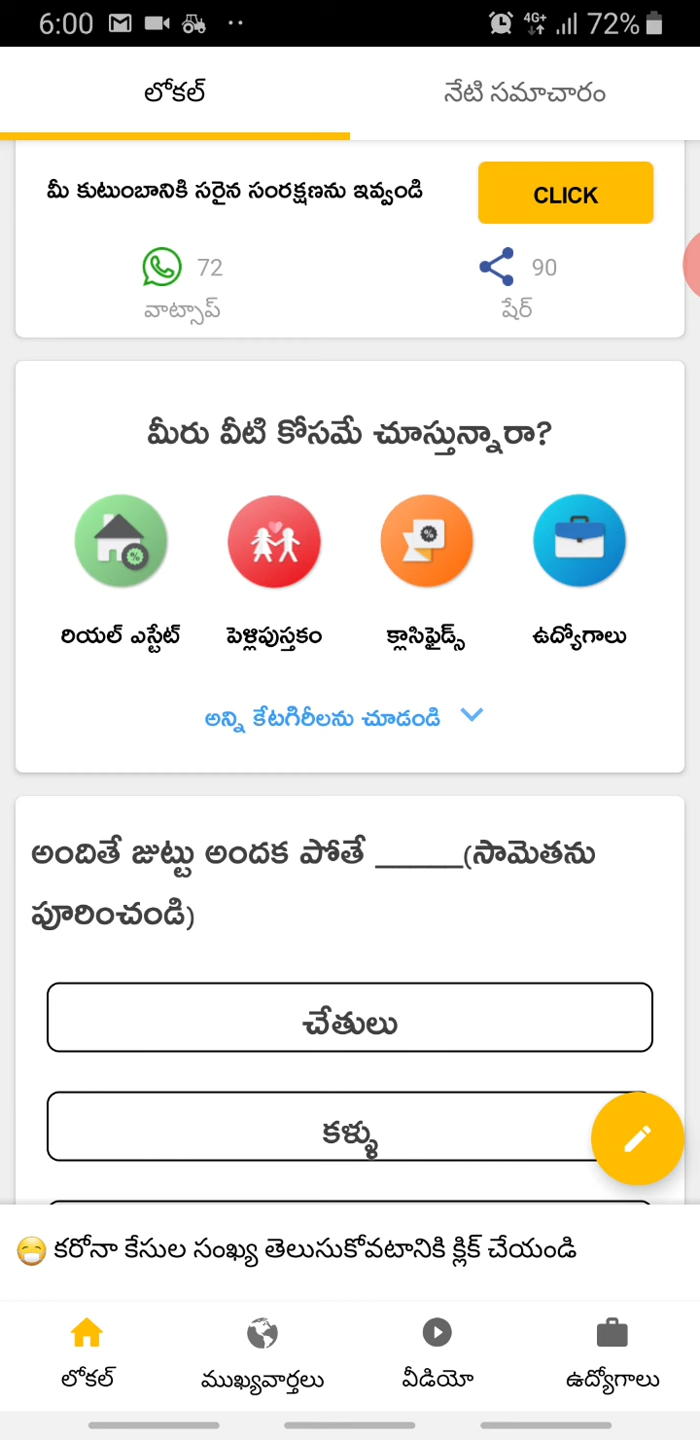 6:00 4G+ 72%
లోకల్ నేటి సమాచారం
మీ కుటుంబానికి సరైన సంరక్షణను ఇవ్వండి CLICK
72 90
వాట్సాప్ షేర్
మీరు వీటి కోసమే చూస్తున్నారా?
రియల్ ఎస్టేట్ పెళ్లిపుస్తకం క్లాసిఫైడ్స్ ఉద్యోగాలు
అన్ని కేటగిరీలను చూడండి
అందితే జుట్టు అందక పోతే ______(సామెతను
పూరించండి)
చేతులు
కళ్ళు
కరోనా కేసుల సంఖ్య తెలుసుకోవటానికి క్లిక్ చేయండి
లోకల్ ముఖ్యవార్తలు వీడియో ఉద్యోగాలు